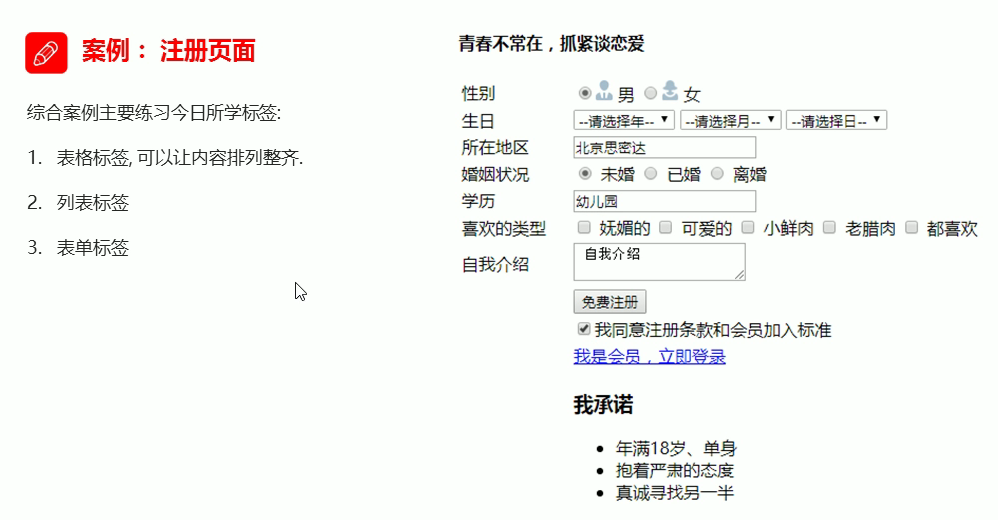 案例： 注册页面
综合案例主要练习今日所学标签:
1. 表格标签, 可以让内容排列整齐.
2. 列表标签
3. 表单标签
青春不常在，抓紧谈恋爱
性别 男 女
生日 --请选择年-- --请选择月-- --请选择日--
所在地区 北京思密达
婚姻状况 未婚 已婚 离婚
学历 幼儿园
喜欢的类型 妩媚的 可爱的 小鲜肉 老腊肉 都喜欢
自我介绍 自我介绍
免费注册
我同意注册条款和会员加入标准
我是会员，立即登录
我承诺
• 年满18岁、单身
• 抱着严肃的态度
• 真诚寻找另一半